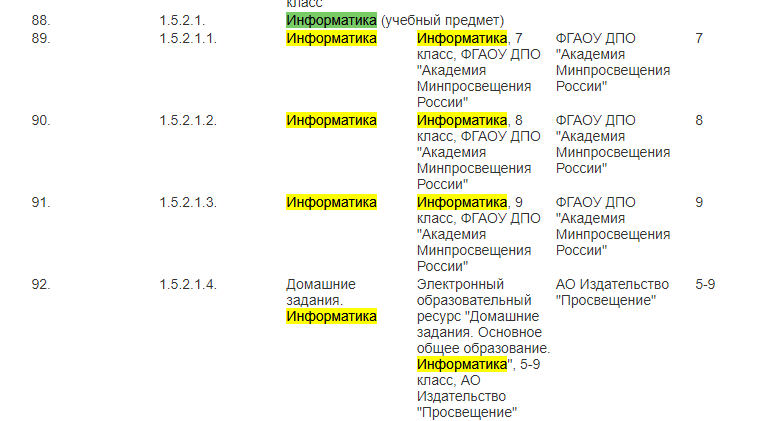 класс
88. 1.5.2.1. Информатика (учебный предмет)
89. 1.5.2.1.1. Информатика Информатика, 7 ФГАОУ ДПО 7
класс, ФГАОУ ДПО "Академия
"Академия Минпросвещения
Минпросвещения России"
России"
90. 1.5.2.1.2. Информатика Информатика, 8 ФГАОУ ДПО 8
класс, ФГАОУ ДПО "Академия
"Академия Минпросвещения
Минпросвещения России"
России"
91. 1.5.2.1.3. Информатика Информатика, 9 ФГАОУ ДПО 9
класс, ФГАОУ ДПО "Академия
"Академия Минпросвещения
Минпросвещения России"
России"
92. 1.5.2.1.4. Домашние Электронный АО Издательство 5-9
задания. образовательный "Просвещение"
Информатика ресурс "Домашние
задания. Основное
общее образование.
Информатика", 5-9
класс, АО
Издательство
"Просвещение"